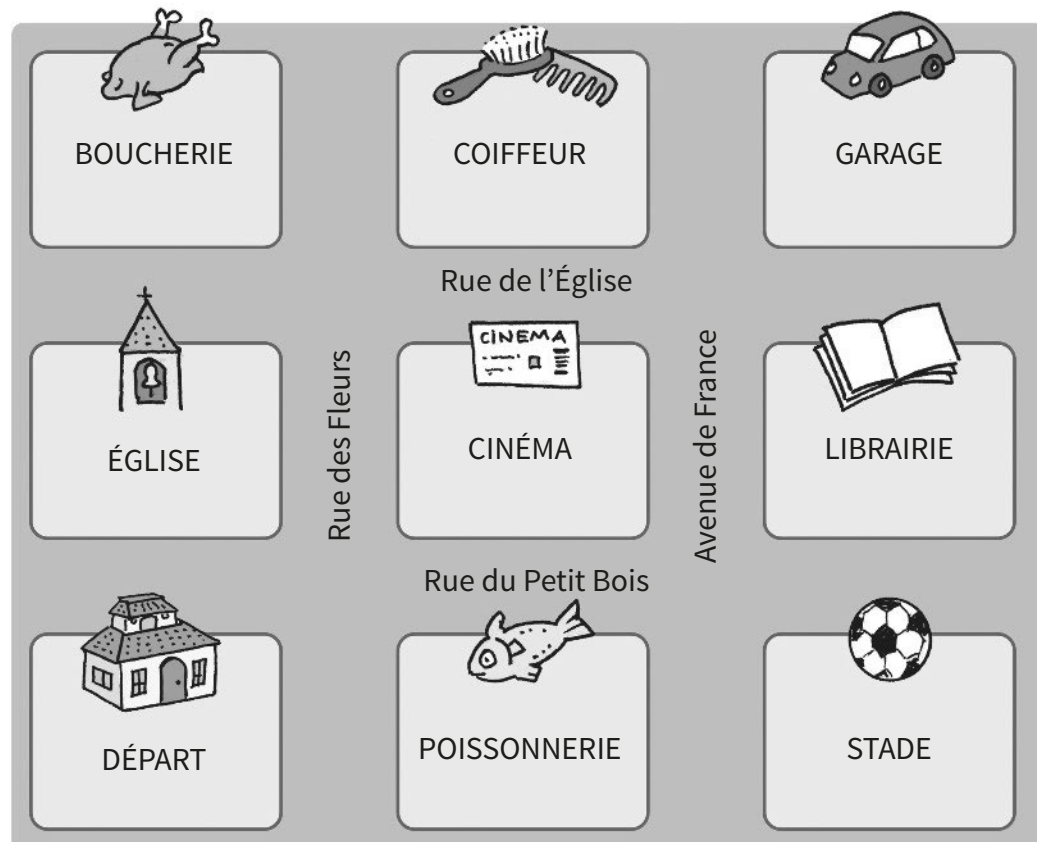 BOUCHERIE
COIFFEUR
GARAGE
Rue de l'Église
CINEMA
ÉGLISE
Rue des Fleurs
CINÉMA
Avenue de France
LIBRAIRIE
Rue du Petit Bois
DÉPART
POISSONNERIE
STADE